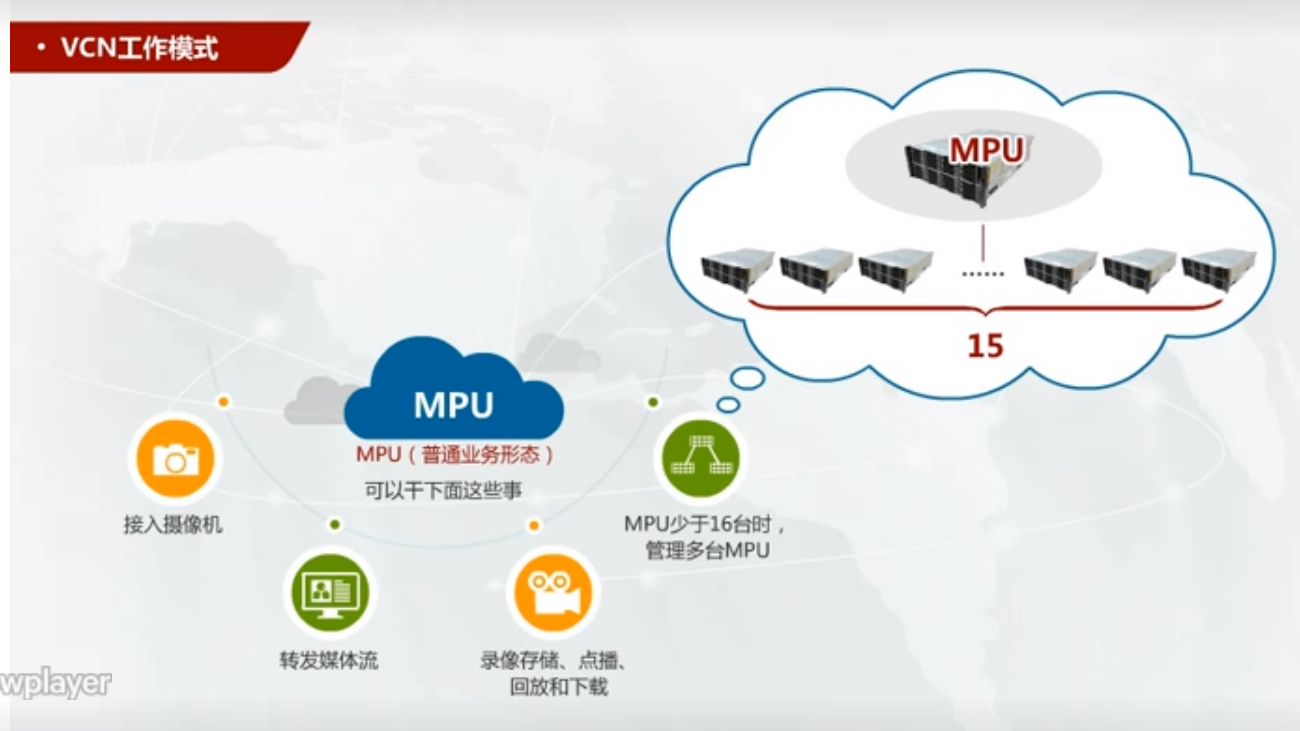 • VCN工作模式
MPU
......
15
MPU
MPU（普通业务形态）
可以干下面这些事
接入摄像机
MPU少于16台时，
管理多台MPU
转发媒体流
录像存储、点播、
回放和下载
wplayer